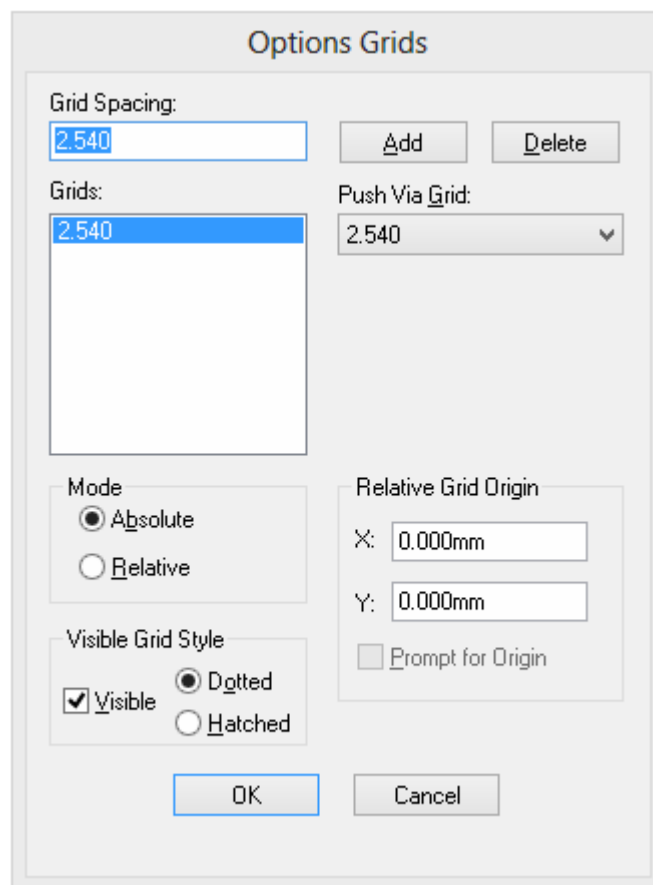 Options Grids
Grid Spacing:
2.540
Add
Delete
Grids:
Push Via Grid:
2.540
2.540
Mode
Absolute
Relative
Relative Grid Origin
X: 0.000mm
Y: 0.000mm
Prompt for Origin
Visible Grid Style
Visible
Dotted
Hatched
OK
Cancel